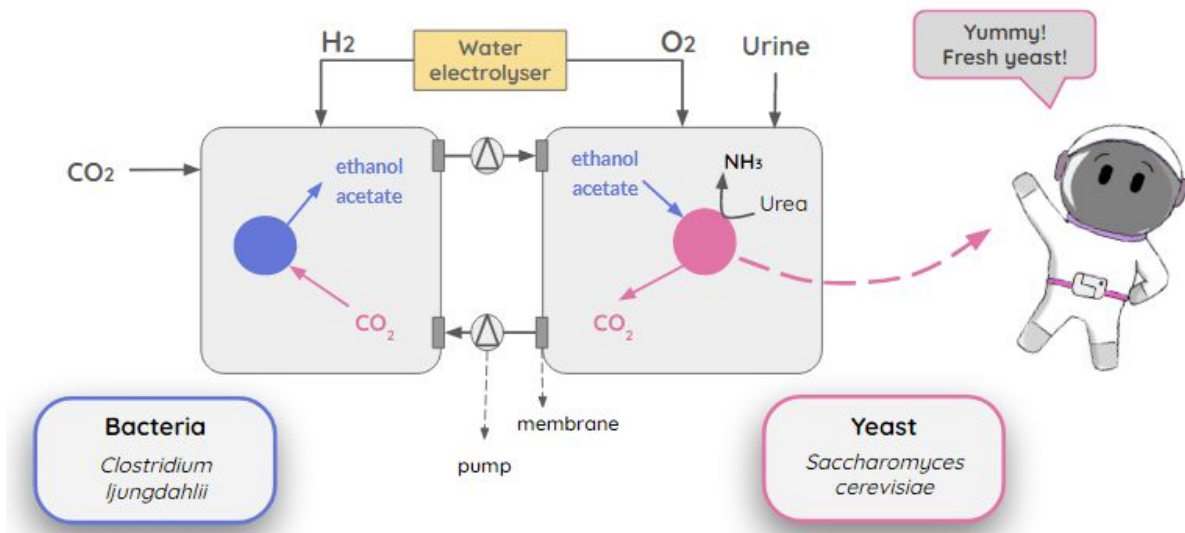 H2
Water
electrolyser
O2
Urine
Yummy!
Fresh yeast!
CO2
ethanol
acetate
CO2
ethanol
acetate
NH3
Urea
CO2
membrane
pump
Bacteria
Clostridium
ljungdahlii
Yeast
Saccharomyces
cerevisiae